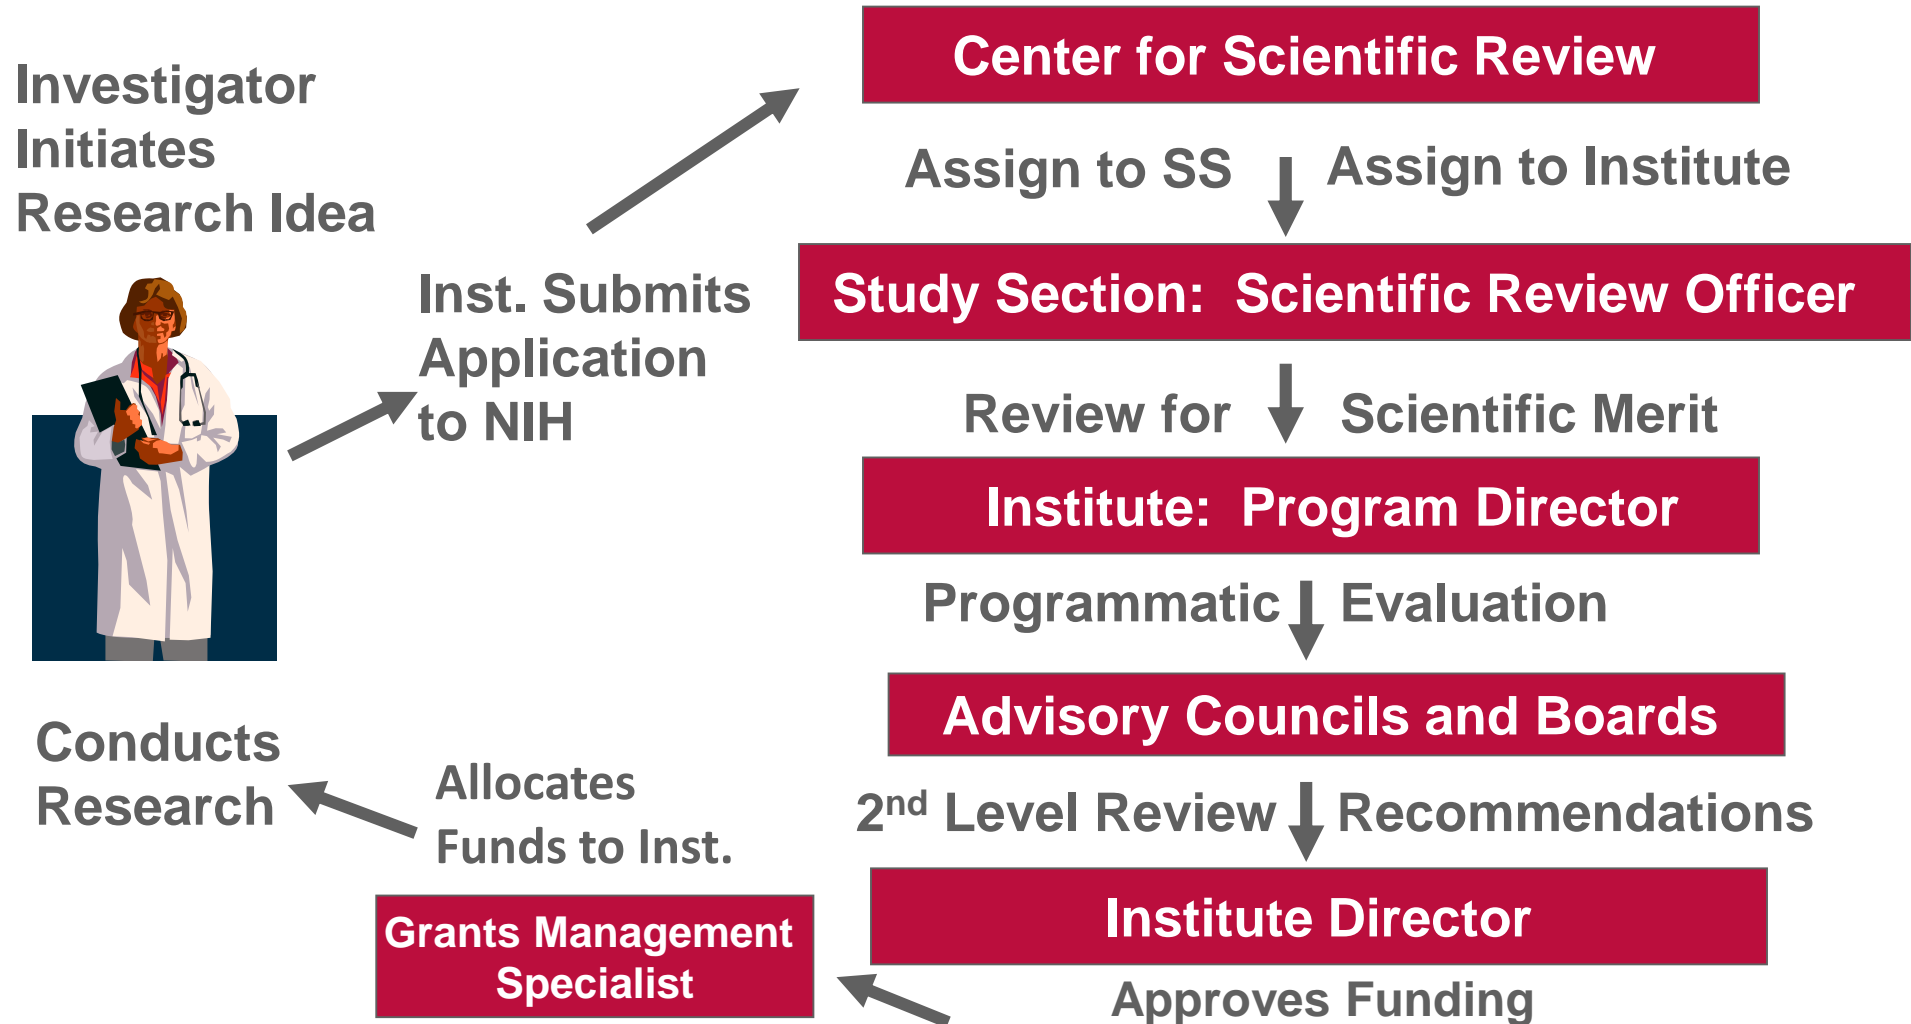 Investigator
Initiates
Research Idea
Inst. Submits
Application
to NIH
Center for Scientific Review
Assign to SS Assign to Institute
Study Section: Scientific Review Officer
Review for Scientific Merit
Institute: Program Director
Programmatic Evaluation
Advisory Councils and Boards
2nd Level Review Recommendations
Institute Director
Approves Funding
Grants Management
Specialist
Allocates
Funds to Inst.
Conducts
Research